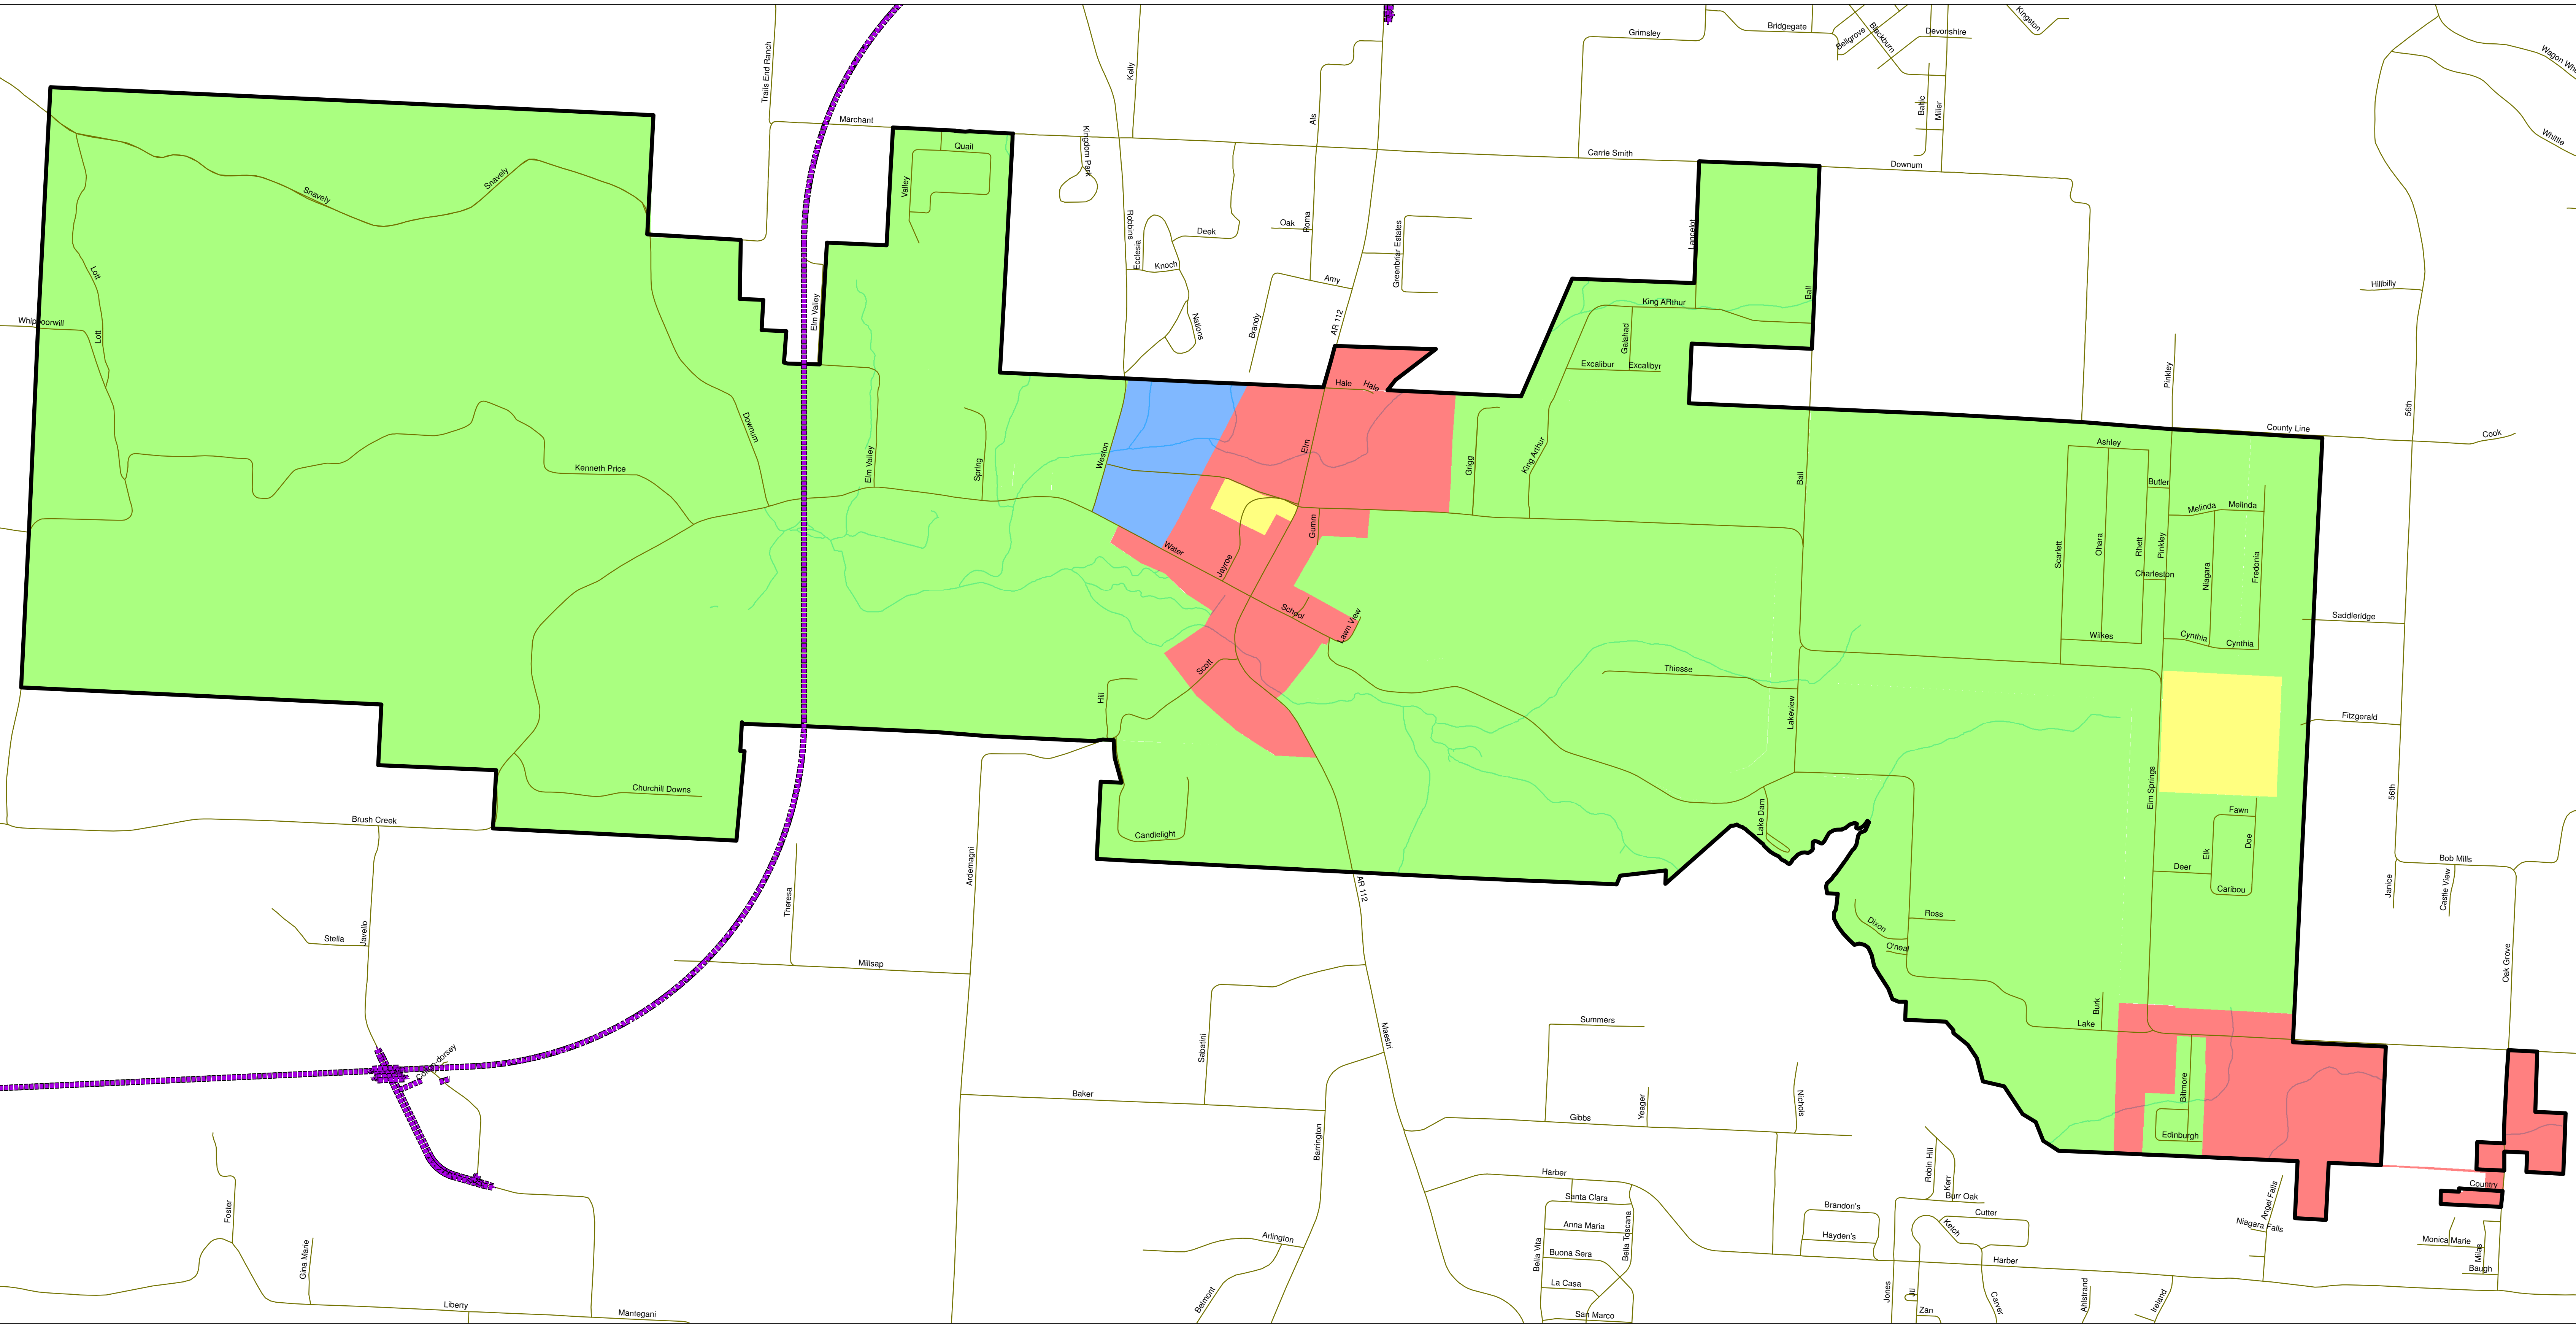 Trails End Ranch
Kelly
Grimsley
Bridgegate
Bellgrove
Blackburn
Devonshire
Kingston
Baltic
Miller
Whittle
Als
Marchant
Kingdom Park
Carrie Smith
Downum
Quail
Valley
Snavely
Snavely
Robbins
Ecclesia
Deek
Knoch
Oak
Roma
Greenbriar Estates
Lancelot
Amy
Nations
Brandy
AR 112
Lott
Lott
Elm Valley
King ARthur
Galahad
Excalibur
Excalibyr
Ball
Hillbilly
Pinkley
56th
County Line
Cook
Hale
Hale
Downum
Kenneth Price
Elm Valley
Spring
Weston
Elm
Grigg
King Arthur
Ball
Ashley
Butler
Melinda
Melinda
Scarlett
Ohara
Rhett
Pinkley
Charleston
Niagara
Fredonia
Wilkes
Cynthia
Cynthia
Saddleridge
Gumm
Water
Jayroe
School
Lawn View
Scott
Hill
Thiesse
Lakeview
Fitzgerald
Elm Springs
56th
Churchill Downs
Brush Creek
Candlelight
Lake Dam
Fawn
Doe
Elk
Deer
Caribou
Bob Mills
Janice
Castle View
Ardemagni
AR 112
Theresa
Javello
Stella
Millsap
Dixon
O'neal
Ross
Oak Grove
Burk
Lake
Summers
Maestri
Sabatini
Baker
Barrington
Gibbs
Yeager
Nichols
Biltmore
Edinburgh
Country
Foster
Gina Marie
Liberty
Mantegani
Arlington
Belmont
Harber
Santa Clara
Anna Maria
Bella Vita
Buona Sera
Bella Toscana
La Casa
San Marco
Brandon's
Hayden's
Robin Hill
Kerr
Burr Oak
Cutter
Ketch
Harber
Jones
Zan
Carver
Ahlstrand
Ireland
Angel Falls
Niagara Falls
Monica Marie
Milas
Baugh